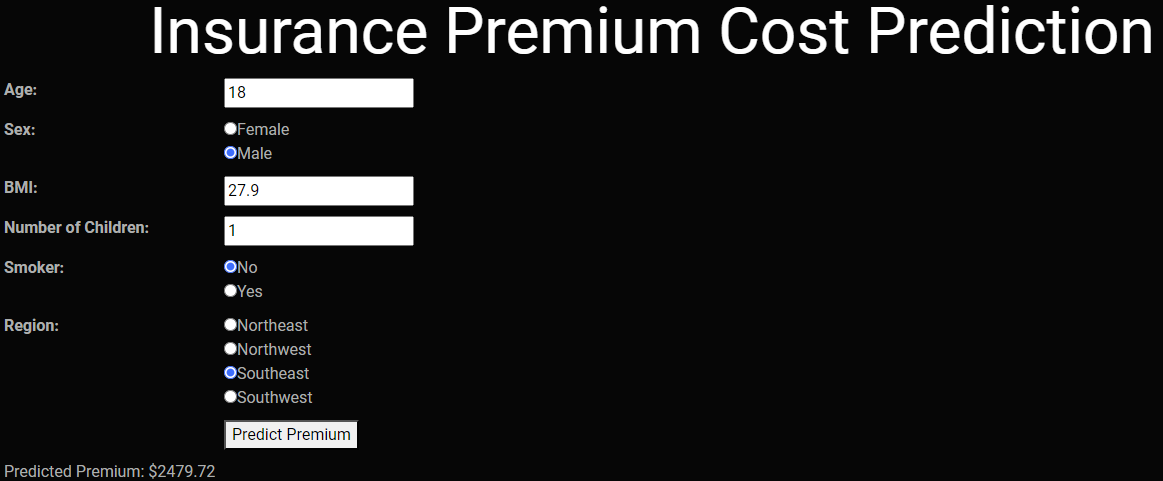 Insurance Premium Cost Prediction
Age: 18
Sex: Female
Male
BMI: 27.9
Number of Children: 1
Smoker: No
Yes
Region: Northeast
Northwest
Southeast
Southwest
Predict Premium
Predicted Premium: $2479.72